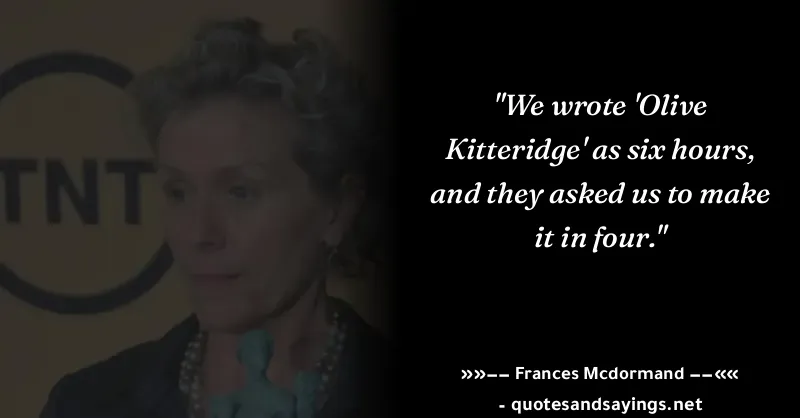 TNT
"We wrote 'Olive
Kitteridge' as six hours,
and they asked us to make
it in four."
»»−− Frances Mcdormand −−««
- quotesandsayings.net